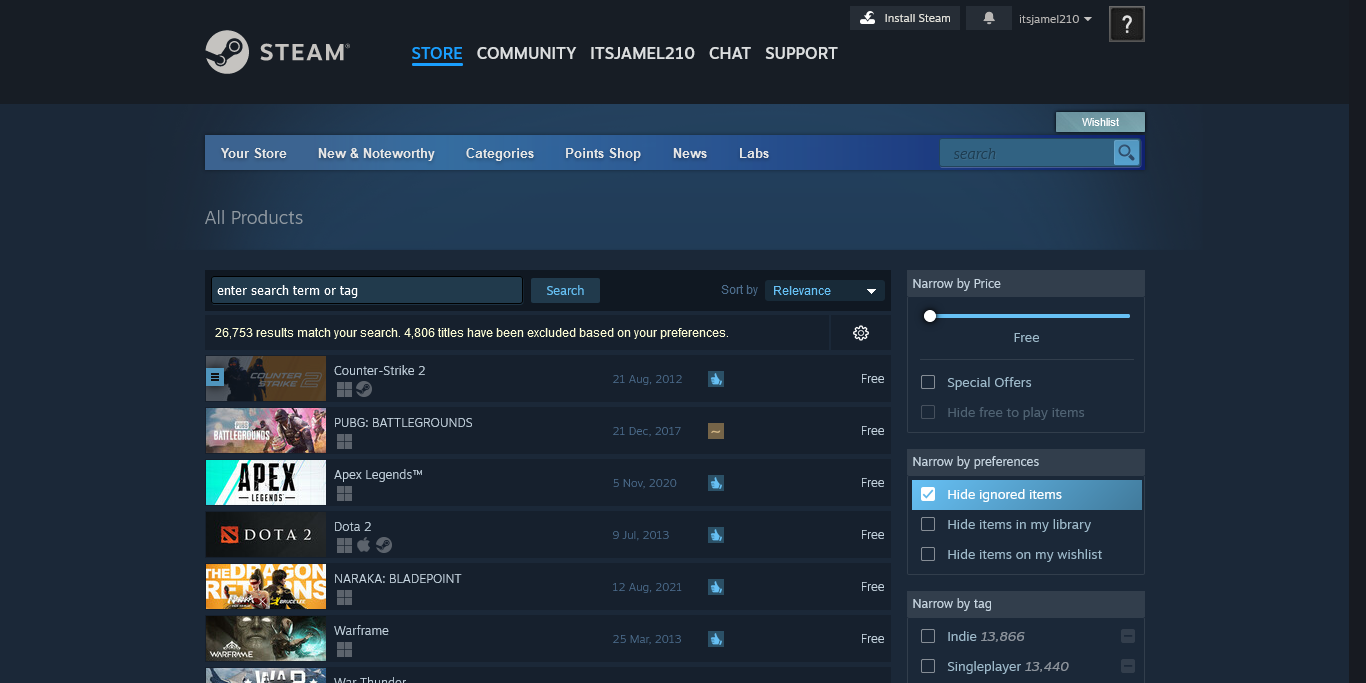 Install Steam
itsjamel210
?
STEAM®
STORE COMMUNITY ITSJAMEL210 CHAT SUPPORT
Wishlist
Your Store New & Noteworthy Categories Points Shop News Labs search
All Products
enter search term or tag Search Sort by Relevance
26,753 results match your search. 4,806 titles have been excluded based on your preferences.
COUNTER STRIKE 2
Counter-Strike 2 21 Aug, 2012 Free
PUBG BATTLEGROUNDS
PUBG: BATTLEGROUNDS 21 Dec, 2017 Free
APEX LEGENDS
Apex Legends™ 5 Nov, 2020 Free
DOTA 2
Dota 2 9 Jul, 2013 Free
THE DRAGON RETURNS
BRUCE LEE
NARAKA: BLADEPOINT 12 Aug, 2021 Free
WARFRAME
Warframe 25 Mar, 2013 Free
WAR
War Thunder
Narrow by Price
Free
Special Offers
Hide free to play items
Narrow by preferences
Hide ignored items
Hide items in my library
Hide items on my wishlist
Narrow by tag
Indie 13,866
Singleplayer 13,440